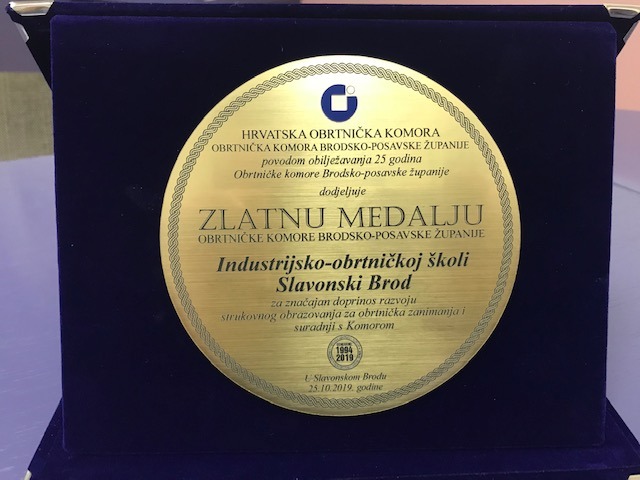 HRVATSKA OBRTNIČKA KOMORA
OBRTNIČKA KOMORA BRODSKO-POSAVSKE ŽUPANIJE
povodom obilježavanja 25 godina
Obrtničke komore Brodsko-posavske županije
dodjeljuje
ZLATNU MEDALJU
OBRTNIČKE KOMORE BRODSKO-POSAVSKE ŽUPANIJE
Industrijsko-obrtničkoj školi
Slavonski Brod
za značajan doprinos razvoju
strukovnog obrazovanja za obrtnička zanimanja i
suradnji s Komorom
1994
2019
U Slavonskom Brodu
25.10.2019. godine